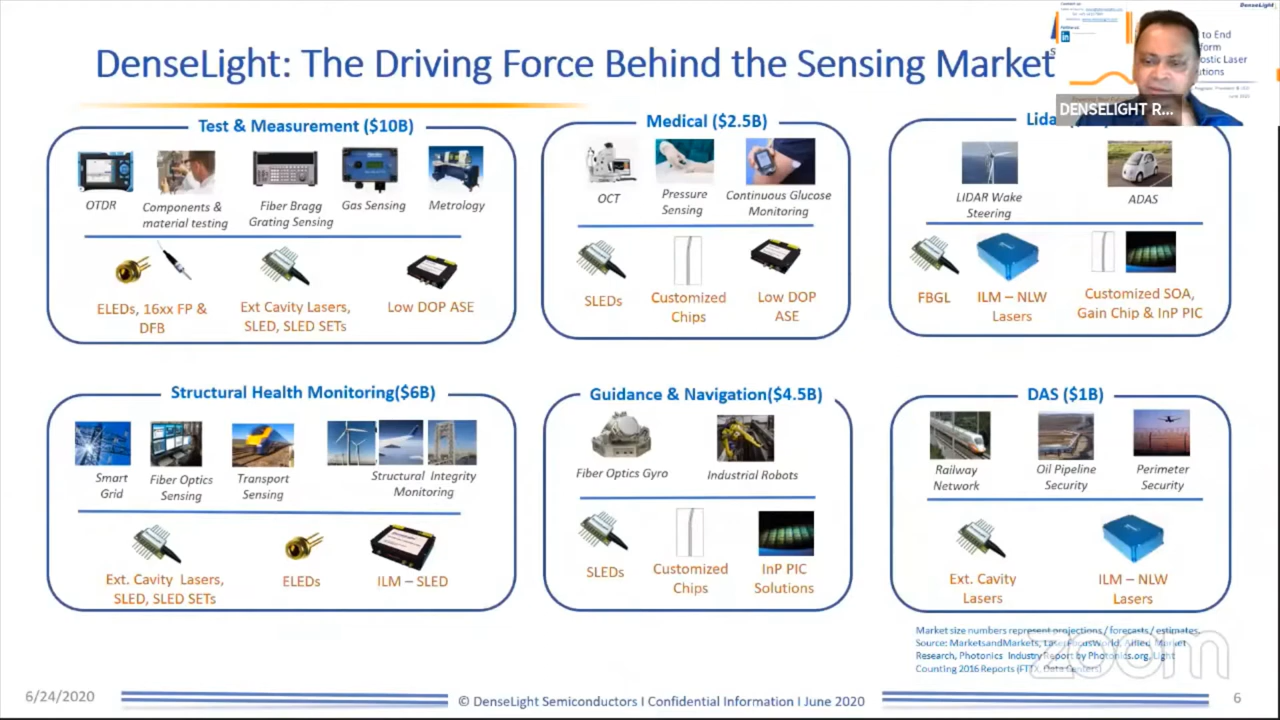 DenseLight: The Driving Force Behind the Sensing Market
DenseLight
to End
DENSELIGHT R...
Test & Measurement ($10B)
OTDR
Components &
material testing
Fiber Bragg
Grating Sensing
Gas Sensing
Metrology
ELEDs, 16xx FP &
DFB
Ext Cavity Lasers,
SLED, SLED SETs
Low DOP ASE
Medical ($2.5B)
OCT
Pressure
Sensing
Continuous Glucose
Monitoring
SLEDs
Customized
Chips
Low DOP
ASE
LIDAR Wake
Steering
ADAS
FBGL
ILM – NLW
Lasers
Customized SOA,
Gain Chip & InP PIC
Structural Health Monitoring($6B)
Smart
Grid
Fiber Optics
Sensing
Transport
Sensing
Structural Integrity
Monitoring
Ext. Cavity Lasers,
SLED, SLED SETs
ELEDs
ILM – SLED
Guidance & Navigation($4.5B)
Fiber Optics Gyro
Industrial Robots
SLEDs
Customized
Chips
InP PIC
Solutions
DAS ($1B)
Railway
Network
Oil Pipeline
Security
Perimeter
Security
Ext. Cavity
Lasers
ILM – NLW
Lasers
Market size numbers represent projections / forecasts / estimates.
Source: MarketsandMarkets, LaserFocusWorld, Allied Market
Research, Photonics Industry Report by Photonics.org, Light
Counting 2016 Reports (FTTX, Data Centers)
zoom
6/24/2020
© DenseLight Semiconductors I Confidential Information I June 2020
6